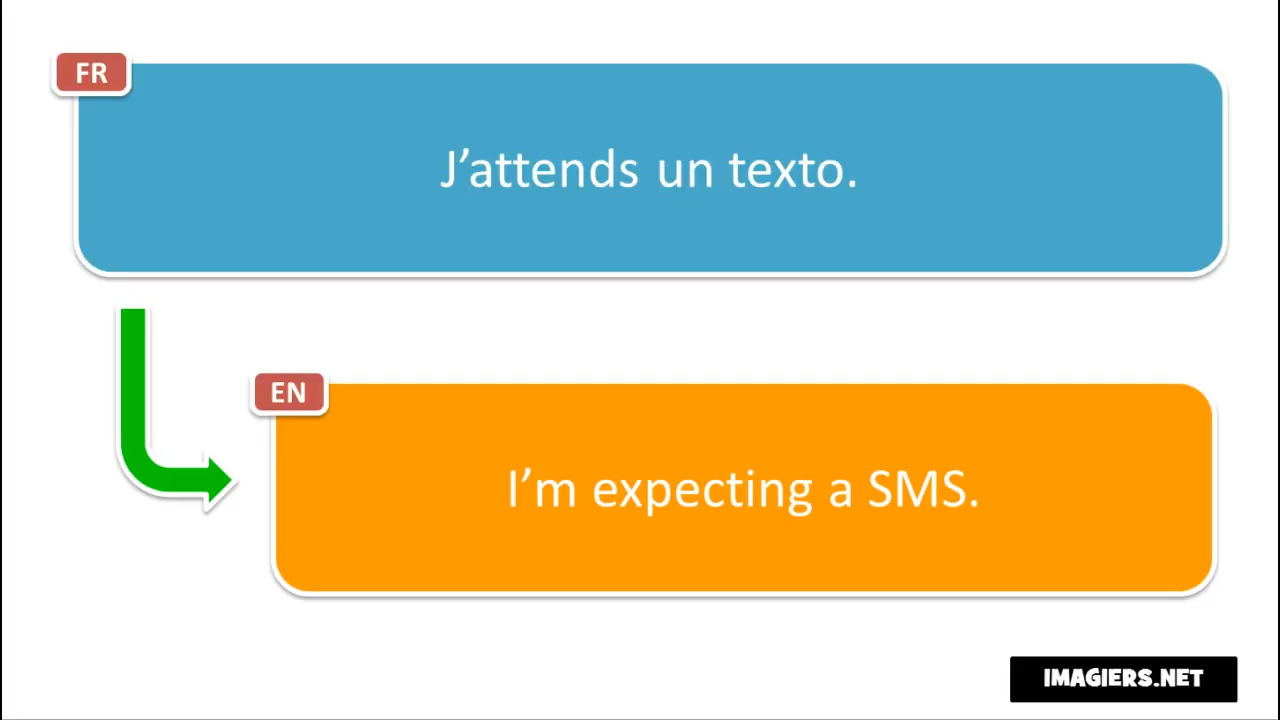 FR
J’attends un texto.
EN
I’m expecting a SMS.
IMAGIERS.NET